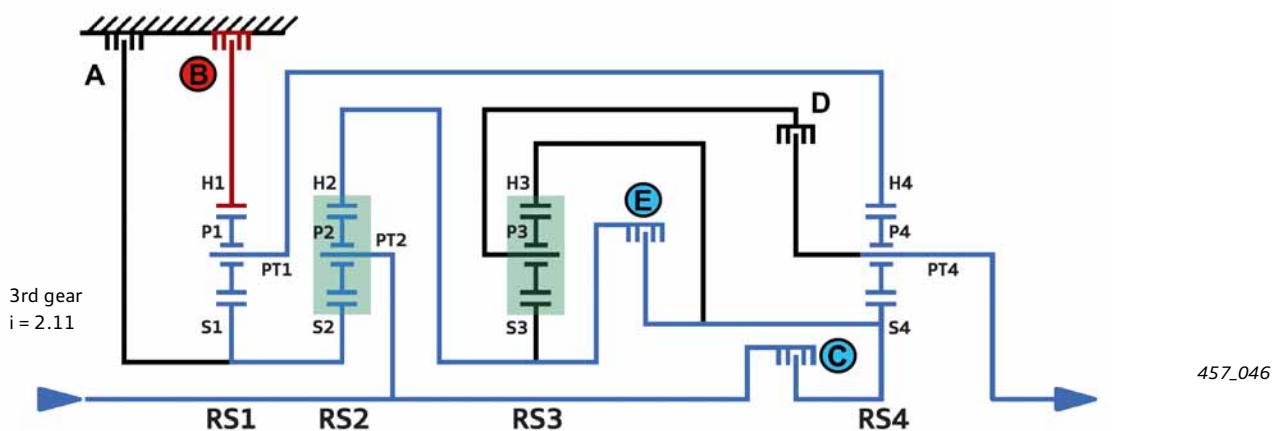 A
B
D
H1
H2
H3
E
H4
P1
P2
PT2
P3
P4
PT1
PT4
3rd gear
i = 2.11
S1
S2
S3
S4
C
457_046
RS1
RS2
RS3
RS4